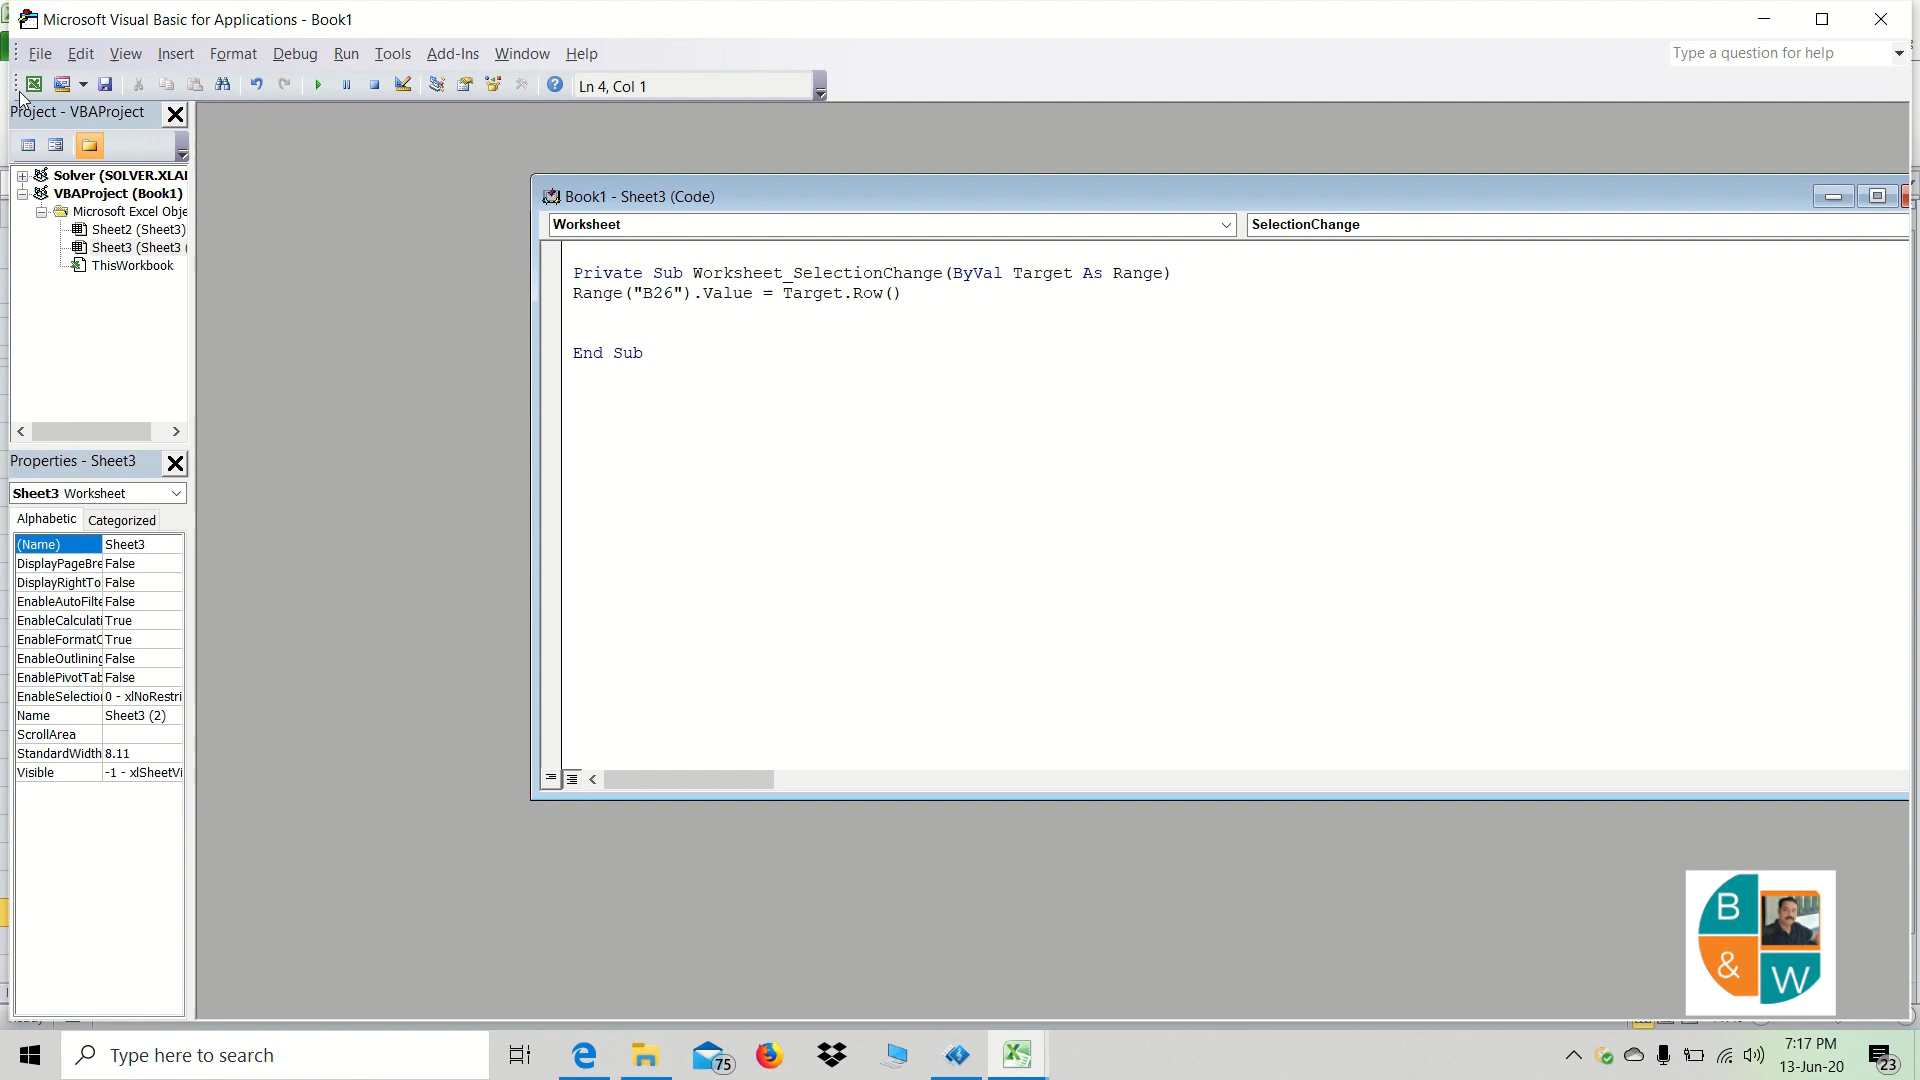 Microsoft Visual Basic for Applications - Book1
File Edit View Insert Format Debug Run Tools Add-Ins Window Help
Type a question for help
Ln 4, Col 1
Project - VBAProject
Solver (SOLVER.XLA
VBAProject (Book1)
Microsoft Excel Obje
Sheet2 (Sheet3)
Sheet3 (Sheet3 (
ThisWorkbook
Book1 - Sheet3 (Code)
Worksheet
SelectionChange
Private Sub Worksheet_SelectionChange(ByVal Target As Range)
Range("B26").Value = Target.Row()
End Sub
Properties - Sheet3
Sheet3 Worksheet
Alphabetic Categorized
(Name) Sheet3
DisplayPageBre False
DisplayRightTo False
EnableAutoFilte False
EnableCalculati True
EnableFormatC True
EnableOutlining False
EnablePivotTab False
EnableSelection 0 - xlNoRestri
Name Sheet3 (2)
ScrollArea
StandardWidth 8.11
Visible -1 - xlSheetVi
B
&
W
Type here to search
75
7:17 PM
13-Jun-20
23